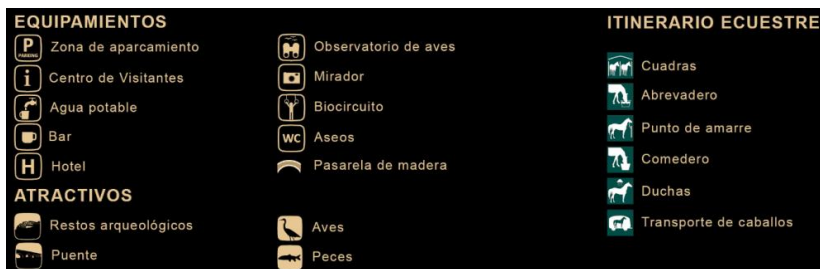 EQUIPAMIENTOS
P
PARKING
Zona de aparcamiento
i
Centro de Visitantes
Agua potable
Bar
H
Hotel
Observatorio de aves
Mirador
Biocircuito
WC
Aseos
Pasarela de madera
ATRACTIVOS
Restos arqueológicos
Puente
Aves
Peces
ITINERARIO ECUESTRE
Cuadras
Abrevadero
Punto de amarre
Comedero
Duchas
Transporte de caballos